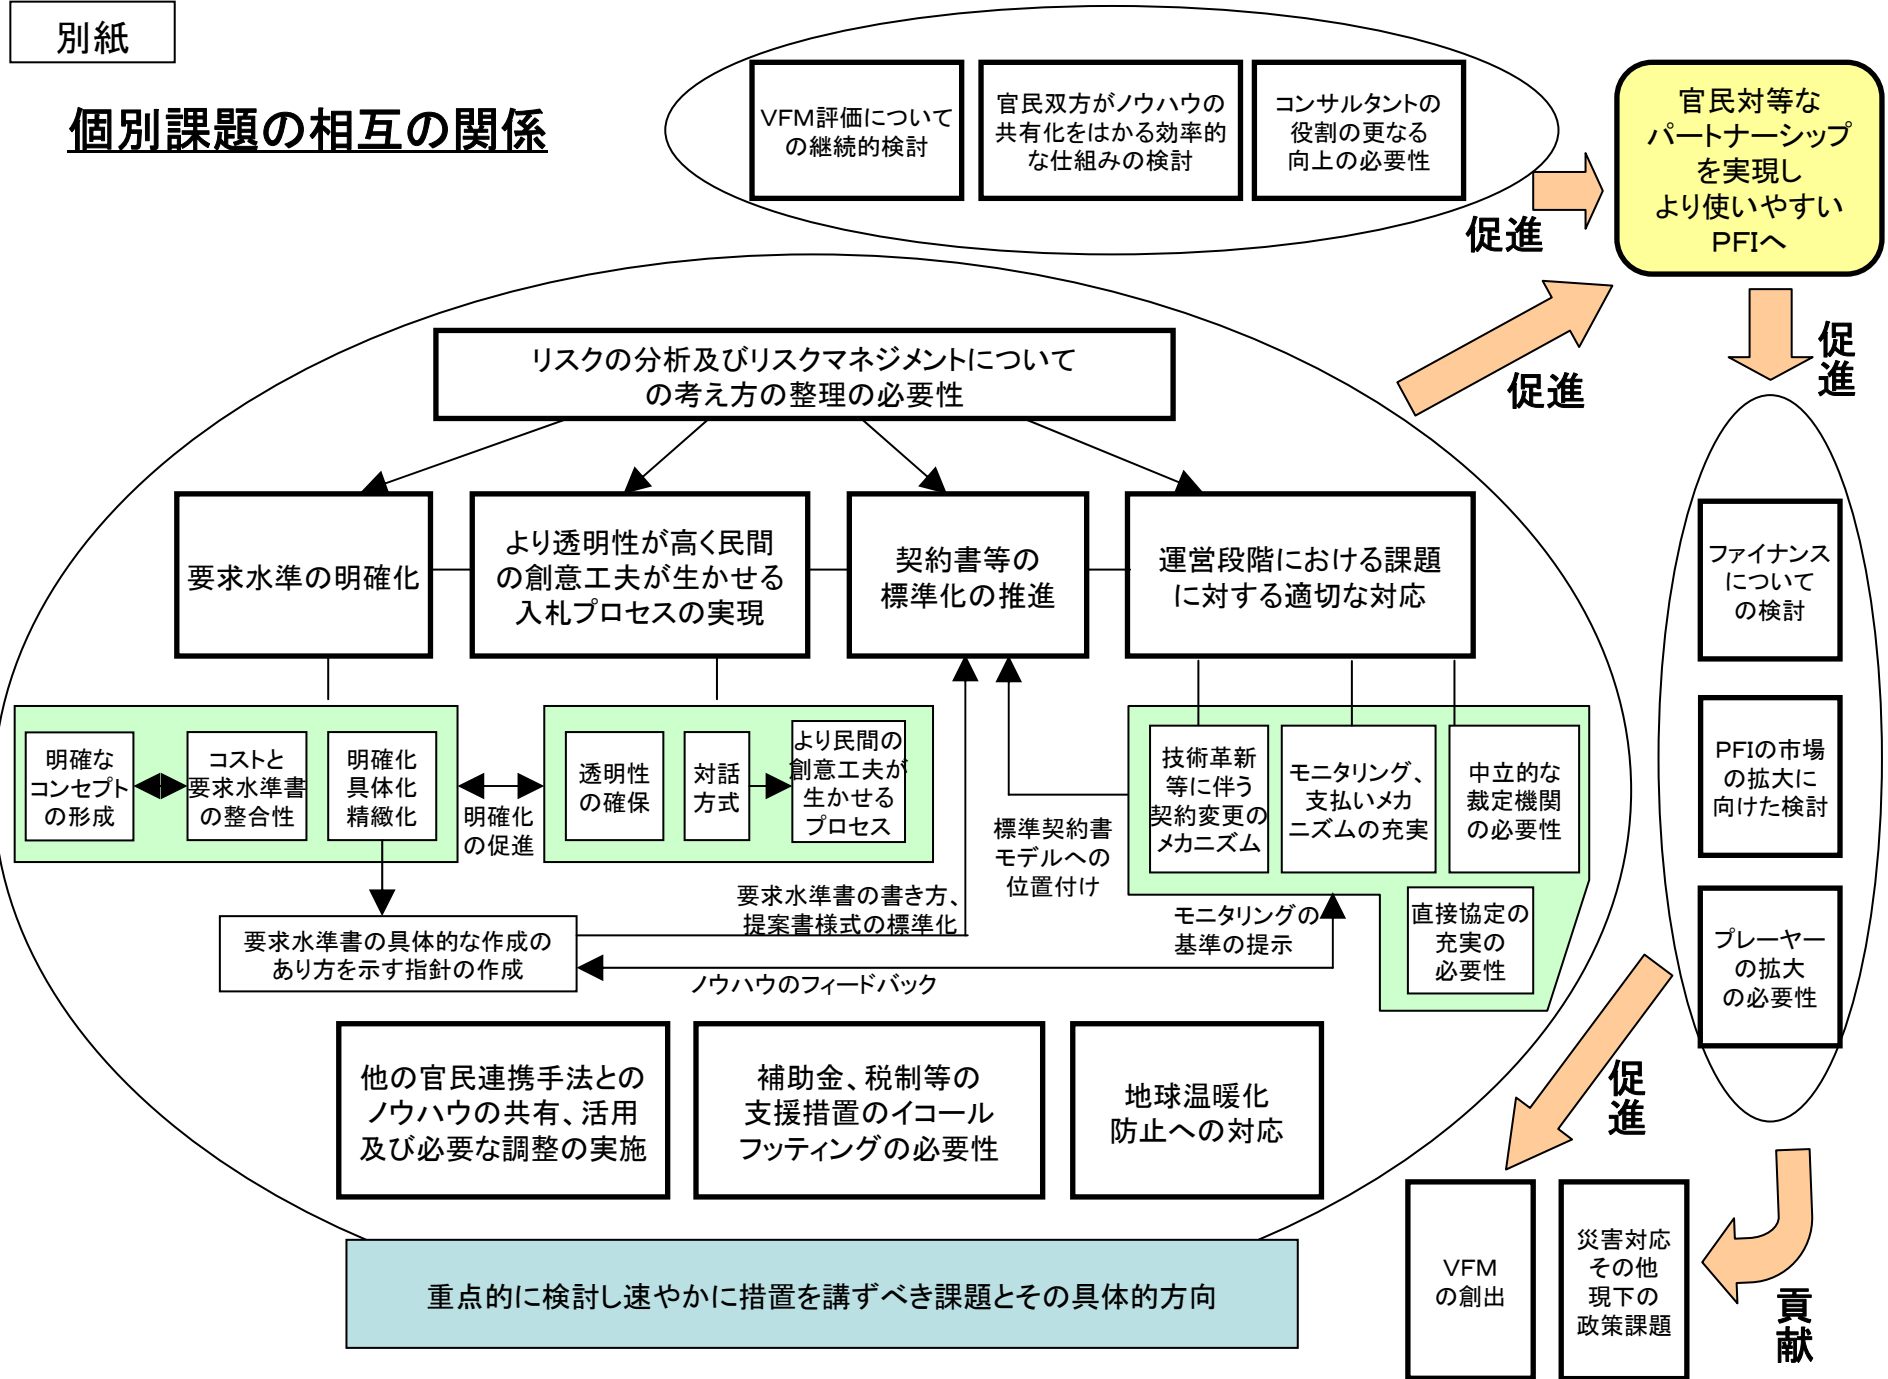 別紙
個別課題の相互の関係
VFM評価について
の継続的検討
官民双方がノウハウの
共有化をはかる効率的
な仕組みの検討
コンサルタントの
役割の更なる
向上の必要性
促進
官民対等な
パートナーシップ
を実現し
より使いやすい
PFIへ
促進
促進
リスクの分析及びリスクマネジメントについて
の考え方の整理の必要性
要求水準の明確化
より透明性が高く民間
の創意工夫が生かせる
入札プロセスの実現
契約書等の
標準化の推進
運営段階における課題
に対する適切な対応
明確な
コンセプト
の形成
コストと
要求水準書
の整合性
明確化
具体化
精緻化
明確化
の促進
透明性
の確保
対話
方式
より民間の
創意工夫が
生かせる
プロセス
標準契約書
モデルへの
位置付け
技術革新
等に伴う
契約変更の
メカニズム
モニタリング、
支払いメカ
ニズムの充実
中立的な
裁定機関
の必要性
直接協定の
充実の
必要性
要求水準書の書き方、
提案書様式の標準化
モニタリングの
基準の提示
要求水準書の具体的な作成の
あり方を示す指針の作成
ノウハウのフィードバック
他の官民連携手法との
ノウハウの共有、活用
及び必要な調整の実施
補助金、税制等の
支援措置のイコール
フッティングの必要性
地球温暖化
防止への対応
重点的に検討し速やかに措置を講ずべき課題とその具体的方向
ファイナンス
について
の検討
PFIの市場
の拡大に
向けた検討
プレーヤー
の拡大
の必要性
促進
VFM
の創出
災害対応
その他
現下の
政策課題
貢献